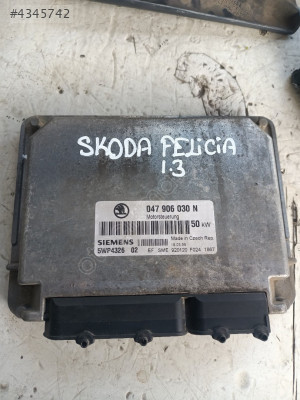 #4345742
SKODA FELICIA
1.3
047 906 030 N
Motorsteuerung
50 kW
SIEMENS
Made in Czech Rep.
5WP4326 02